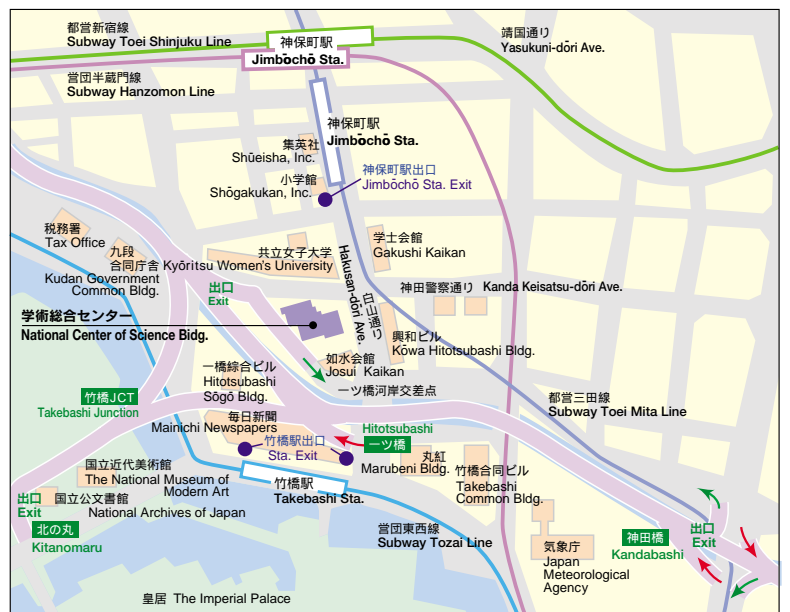 都営新宿線
Subway Toei Shinjuku Line
神保町駅
Jimbōchō Sta.
靖国通り
Yasukuni-dōri Ave.
営団半蔵門線
Subway Hanzomon Line
神保町駅
Jimbōchō Sta.
集英社
Shūeisha, Inc.
小学館
Shōgakukan, Inc.
神保町駅出口
Jimbōchō Sta. Exit
税務署
Tax Office
九段
合同庁舎
Kudan Government
Common Bldg.
共立女子大学
Kyōritsu Women's University
学士会館
Gakushi Kaikan
白山通り
Hakusan-dōri Ave.
神田警察通り Kanda Keisatsu-dōri Ave.
出口
Exit
学術総合センター
National Center of Science Bidg.
興和ビル
Kōwa Hitotsubashi Bldg.
如水会館
Josui Kaikan
一橋綜合ビル
Hitotsubashi
Sōgō Bldg.
一ツ橋河岸交差点
竹橋JCT
Takebashi Junction
都営三田線
Subway Toei Mita Line
毎日新聞
Mainichi Newspapers
Hitotsubashi
一ツ橋
竹橋駅出口
Sta. Exit
丸紅
Marubeni Bldg.
竹橋合同ビル
Takebashi
Common Bldg.
国立近代美術館
The National Museum of
Modern Art
竹橋駅
Takebashi Sta.
出口
Exit
国立公文書館
National Archives of Japan
北の丸
Kitanomaru
営団東西線
Subway Tozai Line
気象庁
Japan
Meteorological
Agency
神田橋
Kandabashi
出口
Exit
皇居 The Imperial Palace